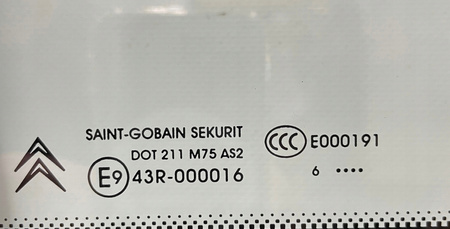 SAINT-GOBAIN SEKURIT
DOT 211 M75 AS2
E9 43R-000016
CCC E000191
6 ••••